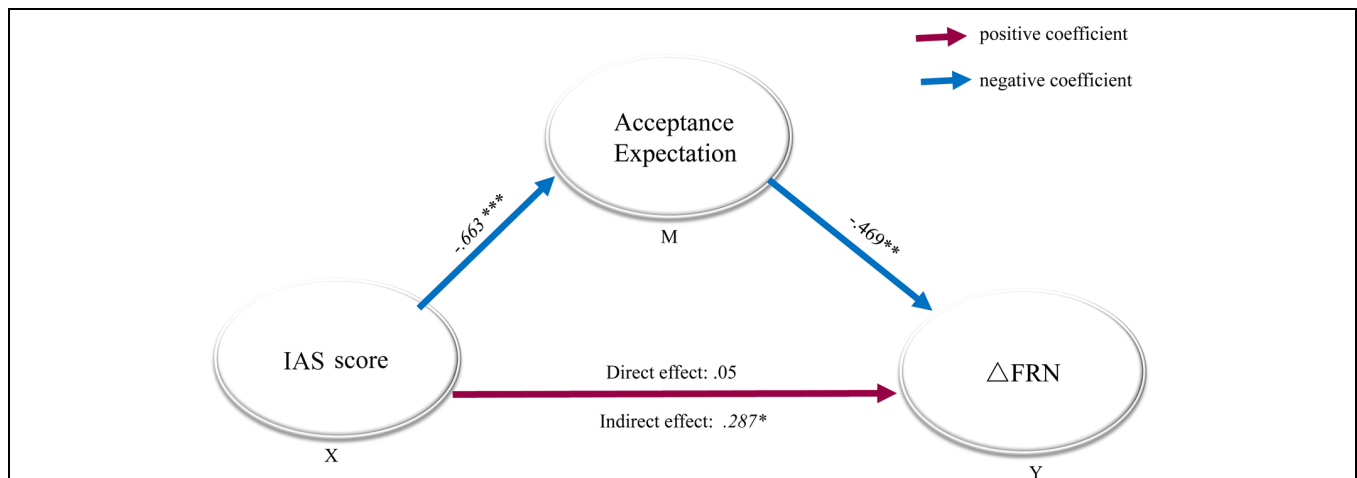 positive coefficient
negative coefficient
Acceptance
Expectation
M
-.663 ***
-.469**
IAS score
X
Direct effect: .05
Indirect effect: .287*
△FRN
Y